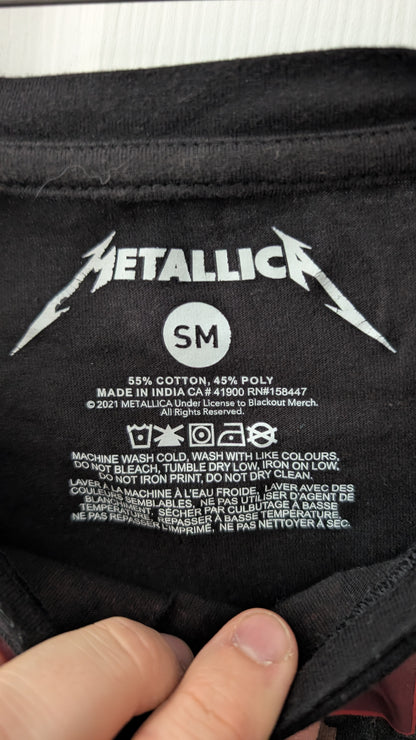 METALLICA
SM
55% COTTON, 45% POLY
MADE IN INDIA CA# 41900 RN#158447
© 2021 METALLICA Under License to Blackout Merch.
All Rights Reserved.
MACHINE WASH COLD, WASH WITH LIKE COLOURS,
DO NOT BLEACH, TUMBLE DRY LOW, IRON ON LOW,
DO NOT IRON PRINT, DO NOT DRY CLEAN.
LAVER À LA MACHINE À L'EAU FROIDE, LAVER AVEC DES
COULEURS SEMBLABLES, NE PAS UTILISER D'AGENT DE
BLANCHIMENT, SÉCHER PAR CULBUTAGE À BASSE
TEMPÉRATURE, REPASSER À BASSE TEMPÉRATURE,
NE PAS REPASSER L'IMPRIMÉ, NE PAS NETTOYER À SEC.